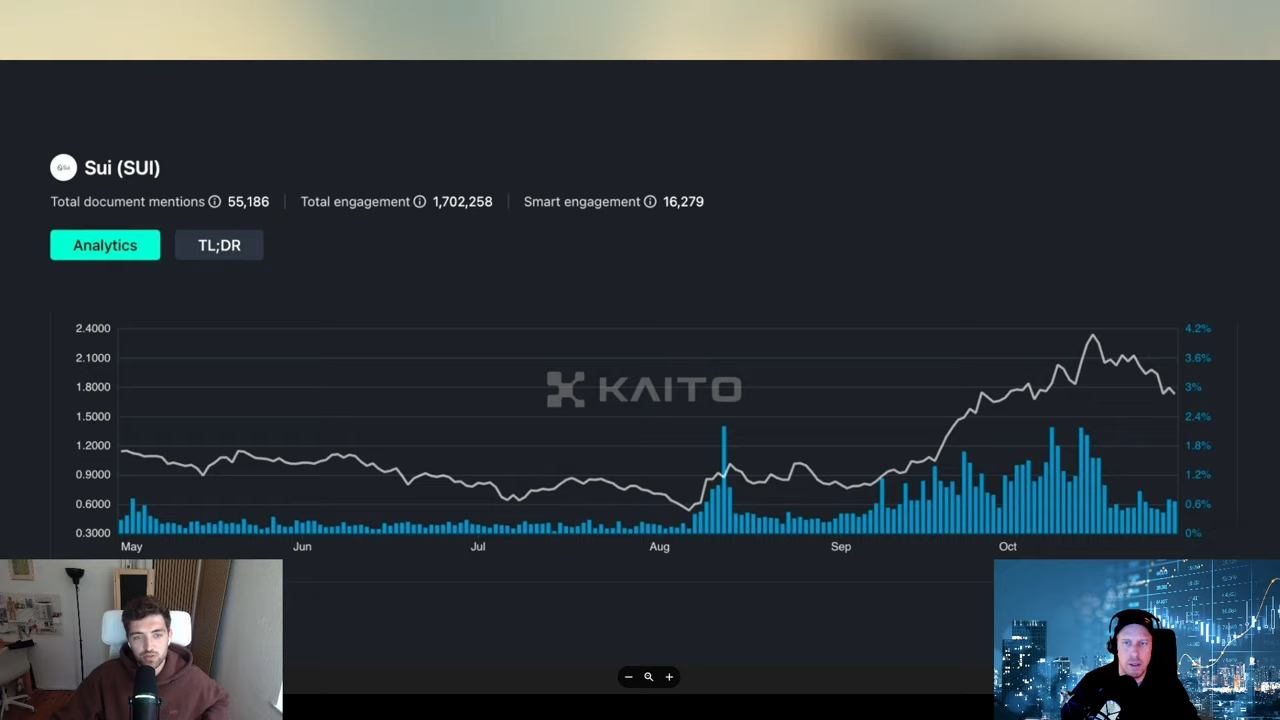 Sui (SUI)
Total document mentions 55,186 Total engagement 1,702,258 Smart engagement 16,279
Analytics TL;DR
2.4000 4.2%
2.1000 3.6%
KAITO
1.8000 3%
1.5000 2.4%
1.2000 1.8%
0.9000 1.2%
0.6000 0.6%
0.3000 0%
May Jun Jul Aug Sep Oct